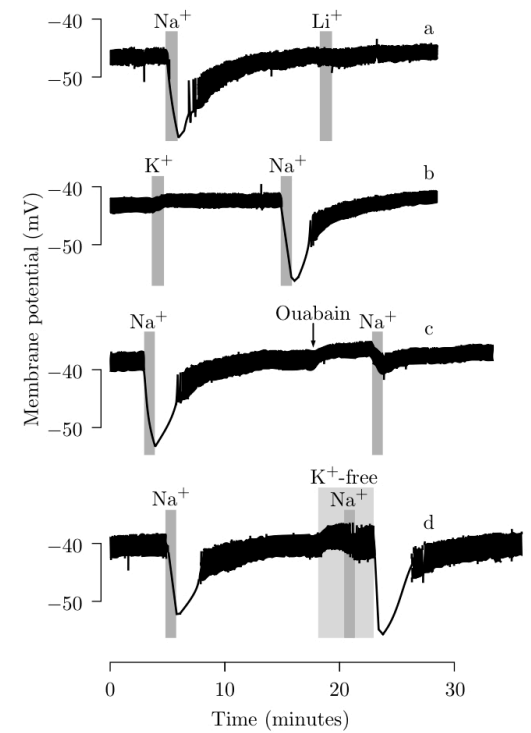 Na⁺ Li⁺
a
−40
−50
K⁺ Na⁺
b
−40
−50
Ouabain
Na⁺ Na⁺
c
−40
−50
K⁺-free
Na⁺ Na⁺
d
−40
−50
Membrane potential (mV)
0 10 20 30
Time (minutes)